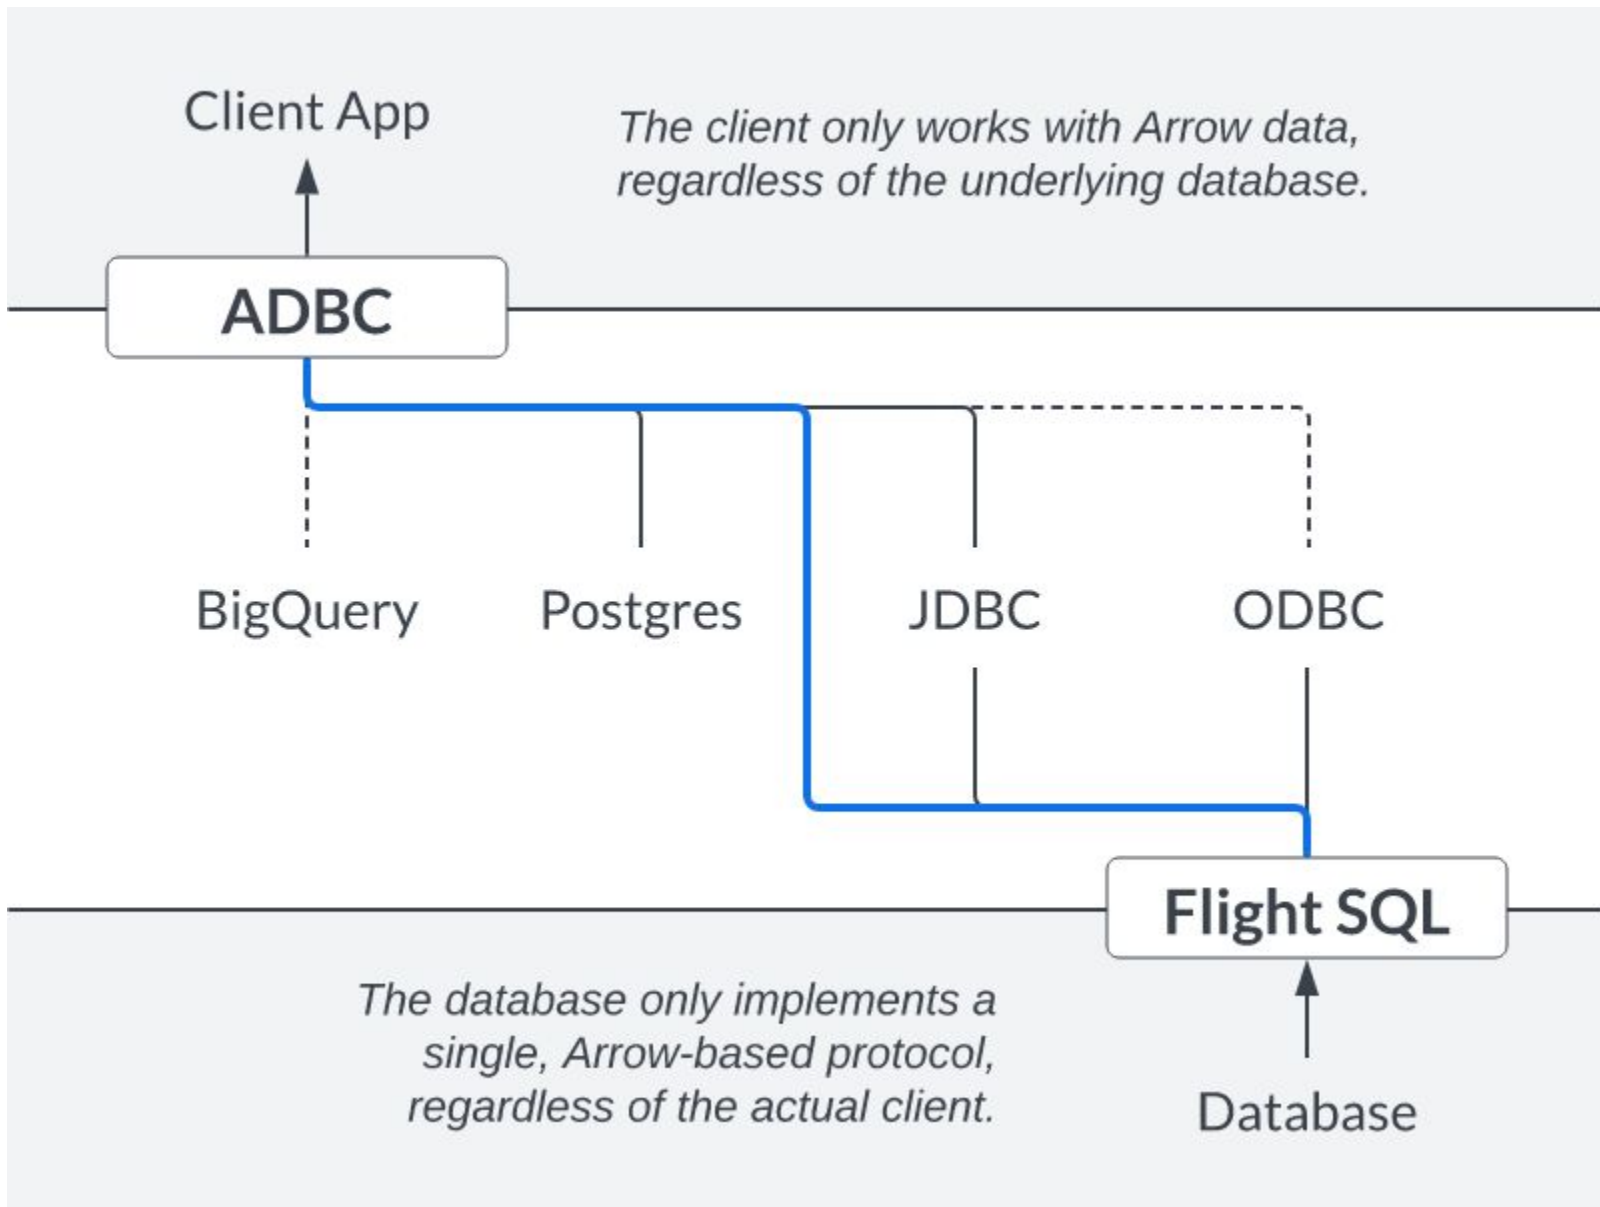 Client App
The client only works with Arrow data,
regardless of the underlying database.
ADBC
BigQuery
Postgres
JDBC
ODBC
Flight SQL
The database only implements a
single, Arrow-based protocol,
regardless of the actual client.
Database